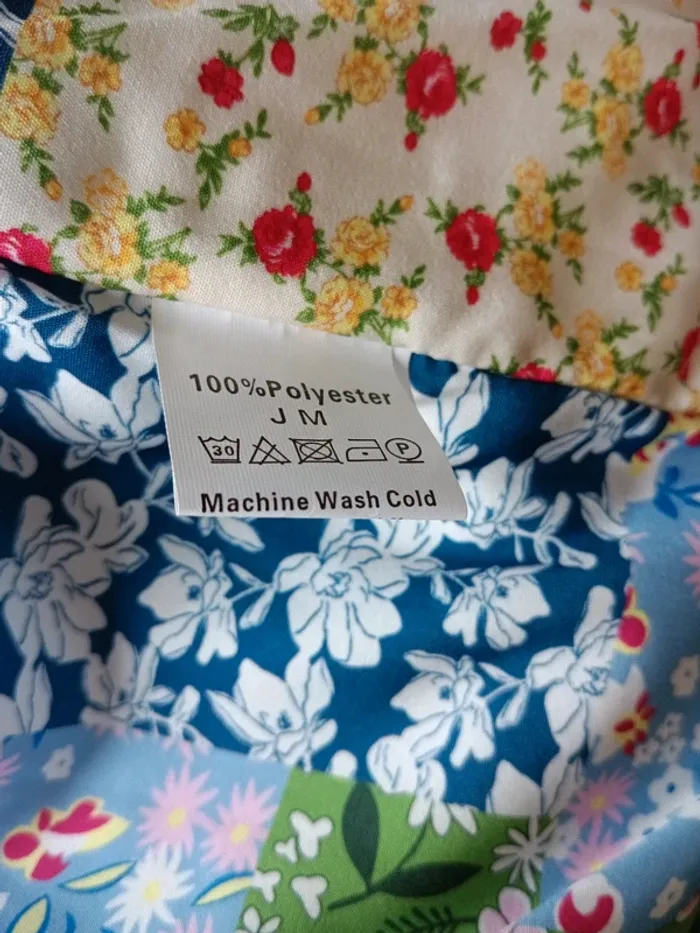 100%Polyester
J M
30 P
Machine Wash Cold